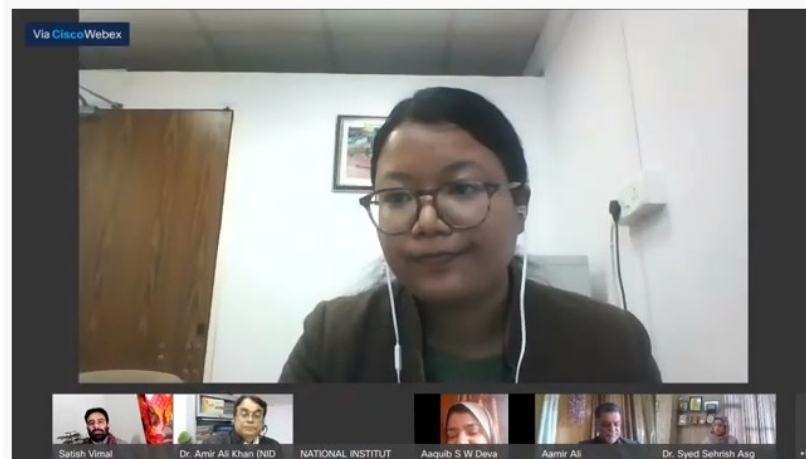 Via CiscoWebex
Satish Vimal
Dr. Amir Ali Khan (NID
NATIONAL INSTITUT
Aaquib S W Deva
Aamir Ali
Dr. Syed Sehrish Asg